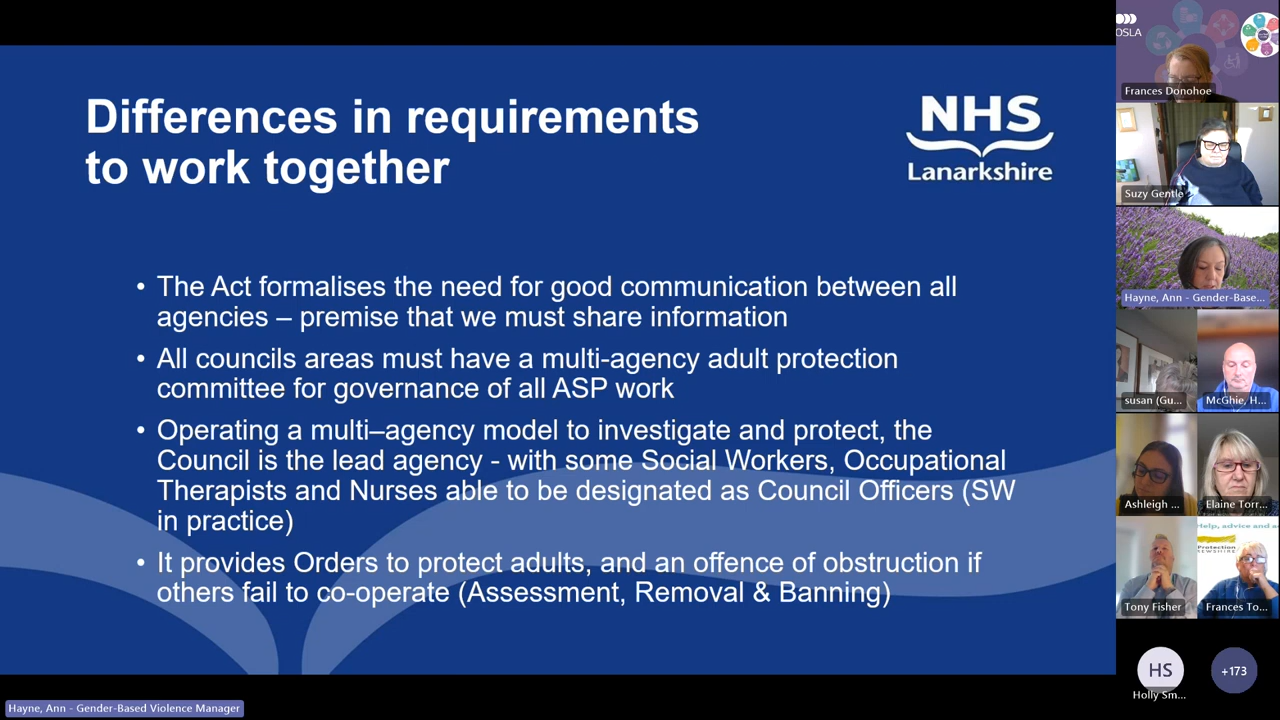 Differences in requirements
to work together
NHS
Lanarkshire
• The Act formalises the need for good communication between all
agencies – premise that we must share information
• All councils areas must have a multi-agency adult protection
committee for governance of all ASP work
• Operating a multi–agency model to investigate and protect, the
Council is the lead agency - with some Social Workers, Occupational
Therapists and Nurses able to be designated as Council Officers (SW
in practice)
• It provides Orders to protect adults, and an offence of obstruction if
others fail to co-operate (Assessment, Removal & Banning)
Hayne, Ann - Gender-Based Violence Manager
OSLA
Frances Donohoe
Suzy Gentle
Hayne, Ann - Gender-Base...
susan (Gu...
McGhie, H...
Ashleigh ...
Elaine Torr...
Help, advice and a
Protection
Tony Fisher
Frances To...
HS
+173
Holly Sm...